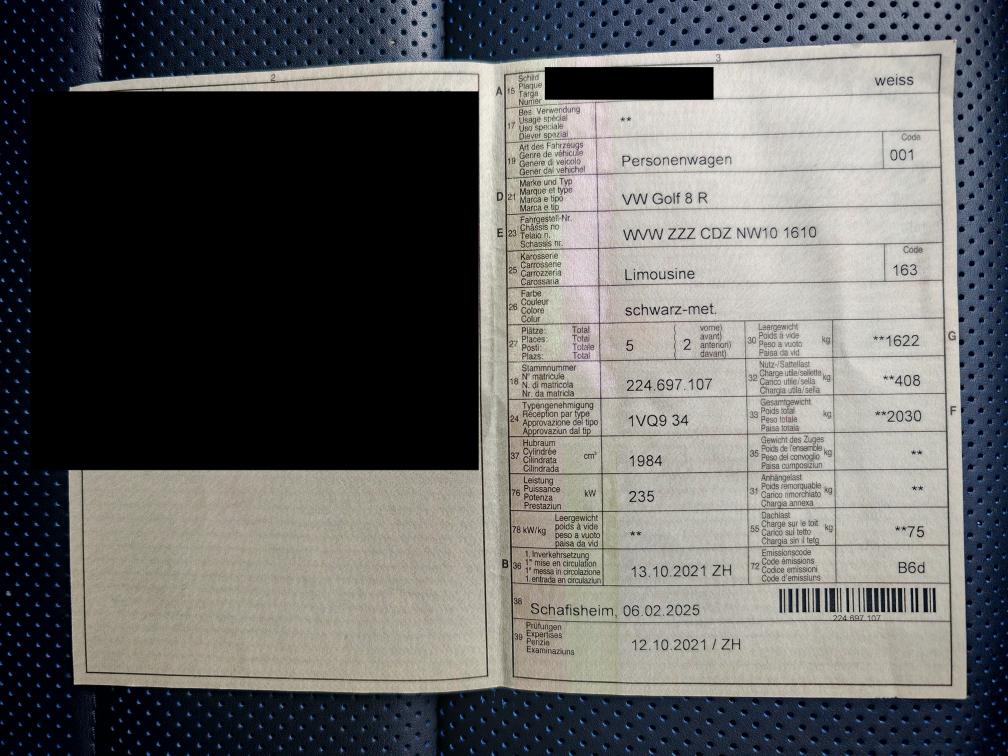 2
3
A 15 Schild
Plaque
Targa
Numer
weiss
17 Bes. Verwendung
Usage spécial
Uso speciale
Diever spezial
**
19 Art des Fahrzeugs
Genre de véhicule
Genere di veicolo
Gener dal vehichel
Personenwagen
Code
001
D 21 Marke und Typ
Marque et type
Marca e tipo
Marca e tip
VW Golf 8 R
E 23 Fahrgestell-Nr.
Châssis no
Telaio n.
Schassis nr.
WVW ZZZ CDZ NW10 1610
25 Karosserie
Carrosserie
Carrozzeria
Carossaria
Limousine
Code
163
26 Farbe
Couleur
Colore
Colur
schwarz-met.
27 Plätze: Total
Places: Total
Posti: Totale
Plazs: Total
5 { 2 vorne)
avant)
anteriori)
davant)
30 Leergewicht
Poids à vide
Peso a vuoto
Paisa da vid
kg
**1622
G
18 Stammnummer
N° matricule
N. di matricola
Nr. da matricla
224.697.107
32 Nutz-/Sattellast
Charge utile/sellette
Carico utile/sella
Chargia utila/sella
kg
**408
24 Typengenehmigung
Réception par type
Approvazione del tipo
Approvaziun dal tip
1VQ9 34
33 Gesamtgewicht
Poids total
Peso totale
Paisa totala
kg
**2030
F
37 Hubraum
Cylindrée
Cilindrata
Cilindrada
cm³
1984
35 Gewicht des Zuges
Poids de l'ensemble
Peso del convoglio
Paisa cumposiziun
kg
**
76 Leistung
Puissance
Potenza
Prestaziun
kW
235
31 Anhängelast
Poids remorquable
Carico rimorchiato
Chargia annexa
kg
**
78 kW/kg Leergewicht
poids à vide
peso a vuoto
paisa da vid
**
55 Dachlast
Charge sur le toit
Carico sul tetto
Chargia sin il tetg
kg
**75
B 36 1. Inverkehrsetzung
1re mise en circulation
1a messa in circolazione
1. entrada en circulaziun
13.10.2021 ZH
72 Emissionscode
Code émissions
Codice emissioni
Code d'emissiuns
B6d
38 Schafisheim, 06.02.2025
224 697 107
39 Prüfungen
Expertises
Perizie
Examinaziuns
12.10.2021 / ZH